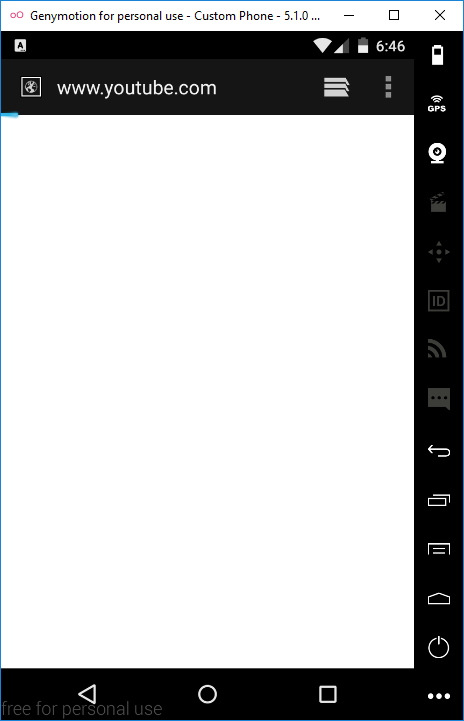 Genymotion for personal use - Custom Phone - 5.1.0 ...
A
6:46
www.youtube.com
GPS
ID
free for personal use